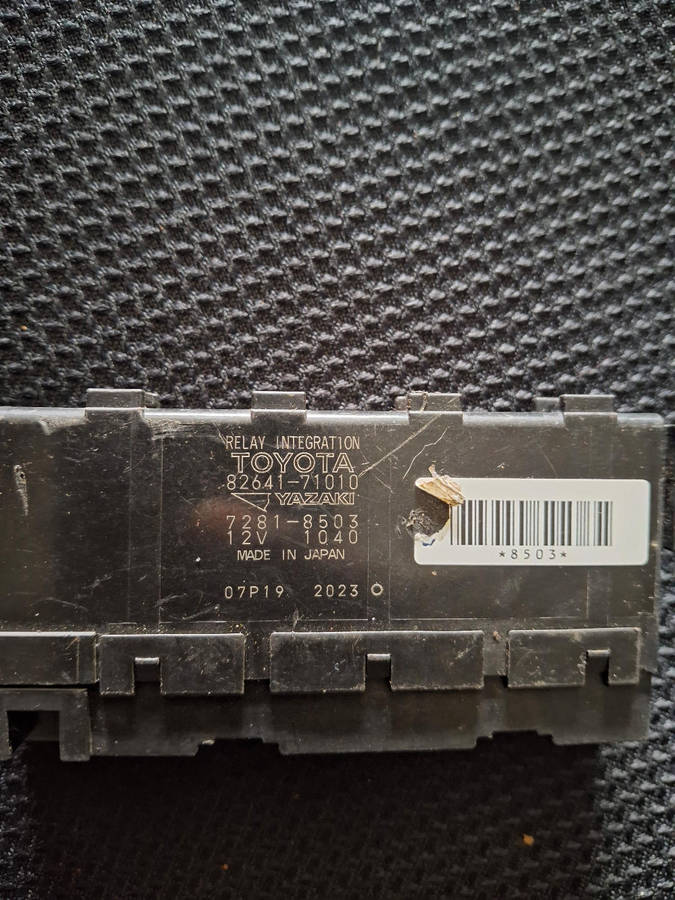 RELAY INTEGRATION
TOYOTA
82641-71010
YAZAKI
7281-8503
12V 1040
MADE IN JAPAN
07P19 2023
*8503*